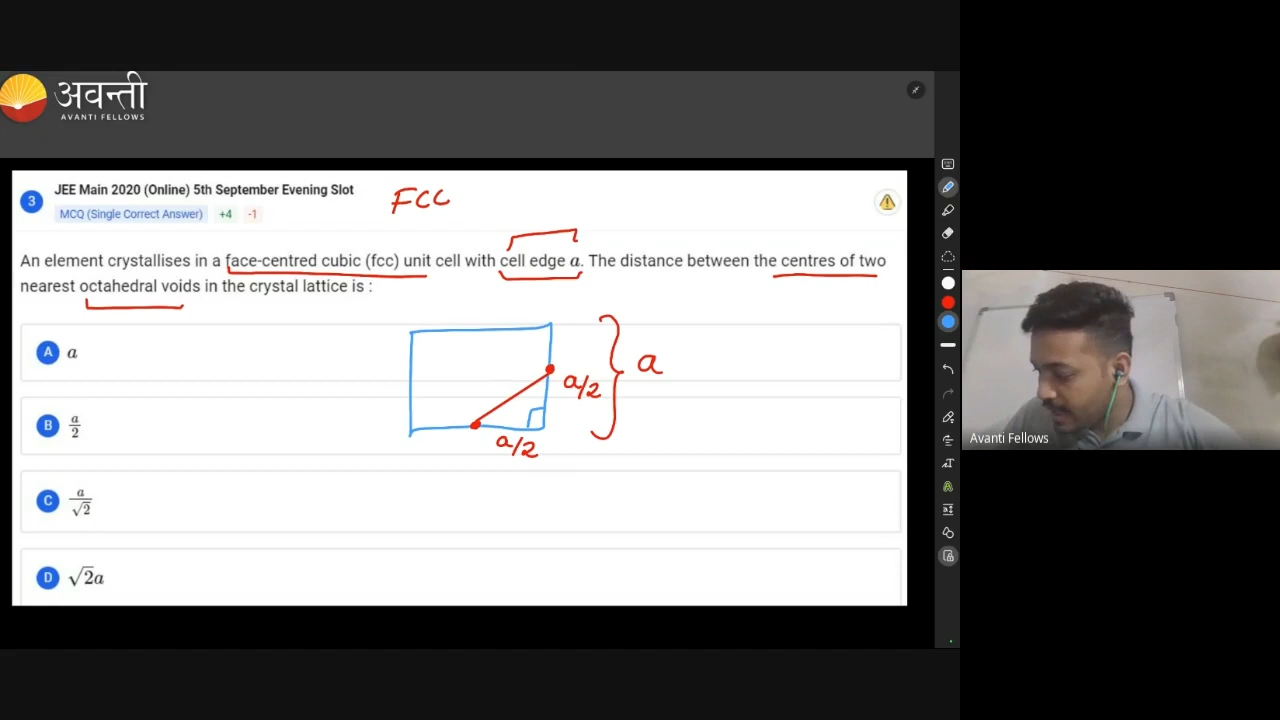 अवन्ती
AVANTI FELLOWS
3
JEE Main 2020 (Online) 5th September Evening Slot
MCQ (Single Correct Answer) +4 -1
FCC
An element crystallises in a face-centred cubic (fcc) unit cell with cell edge a. The distance between the centres of two
nearest octahedral voids in the crystal lattice is :
A a
B a/2
C a/√2
D √2a
a/2
a
a/2
Avanti Fellows